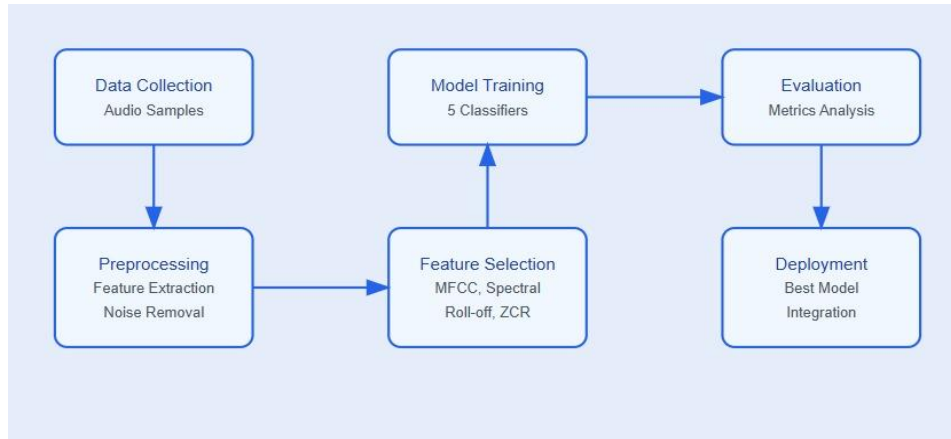 Data Collection
Audio Samples
Preprocessing
Feature Extraction
Noise Removal
Feature Selection
MFCC, Spectral
Roll-off, ZCR
Model Training
5 Classifiers
Evaluation
Metrics Analysis
Deployment
Best Model
Integration